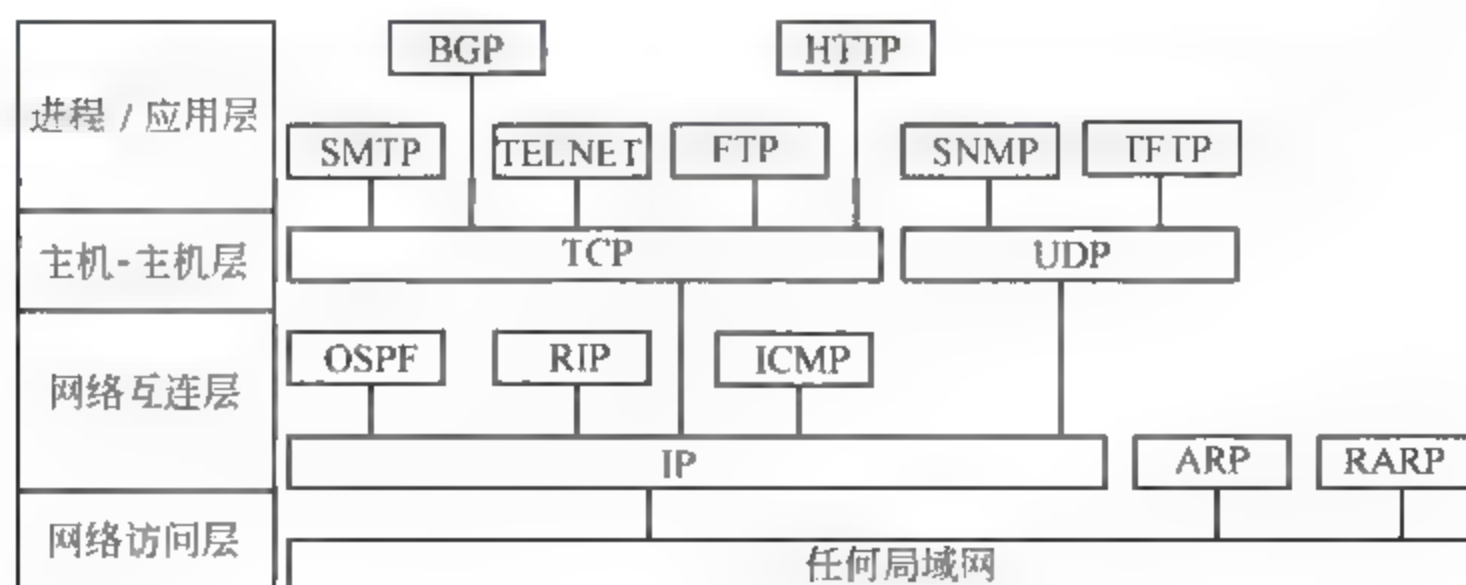 BGP HTTP
进程 / 应用层
SMTP TELNET FTP SNMP TFTP
主机-主机层 TCP UDP
OSPF RIP ICMP
网络互连层
IP ARP RARP
网络访问层
任何局域网